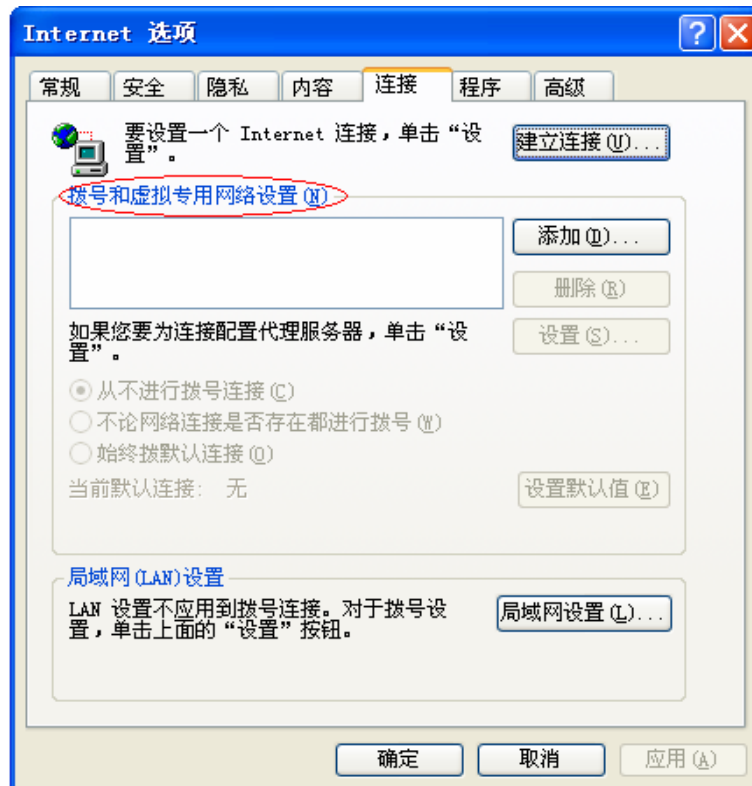 Internet 选项
常规 安全 隐私 内容 连接 程序 高级
要设置一个 Internet 连接，单击“设
置”。
建立连接(U)...
拨号和虚拟专用网络设置(N)
添加(D)...
删除(R)
如果您要为连接配置代理服务器，单击“设
置”。
设置(S)...
从不进行拨号连接(C)
不论网络连接是否存在都进行拨号(W)
始终拨默认连接(O)
当前默认连接: 无
设置默认值(E)
局域网(LAN)设置
LAN 设置不应用到拨号连接。对于拨号设
置，单击上面的“设置”按钮。
局域网设置(L)...
确定 取消 应用(A)